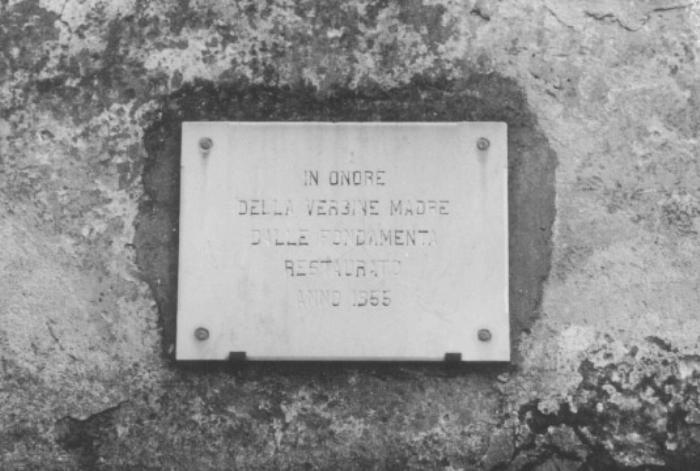 IN ONORE
DELLA VERGINE MADRE
DALLE FONDAMENTA
RESTAURATO
ANNO 1955